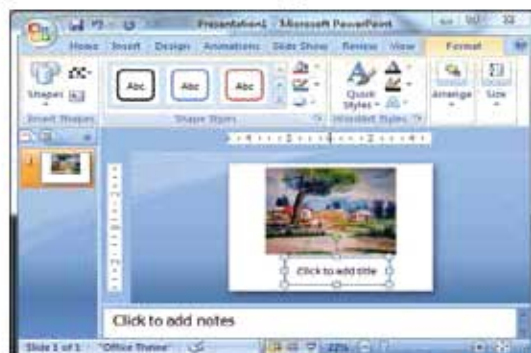 Presentation1 - Microsoft PowerPoint
Home Insert Design Animations Slide Show Review View Format
Abc Abc Abc
Shapes Quick Styles Arrange Size
Insert Shapes Shape Styles WordArt Styles
1
Click to add title
Click to add notes
Slide 1 of 1 "Office Theme" 22%